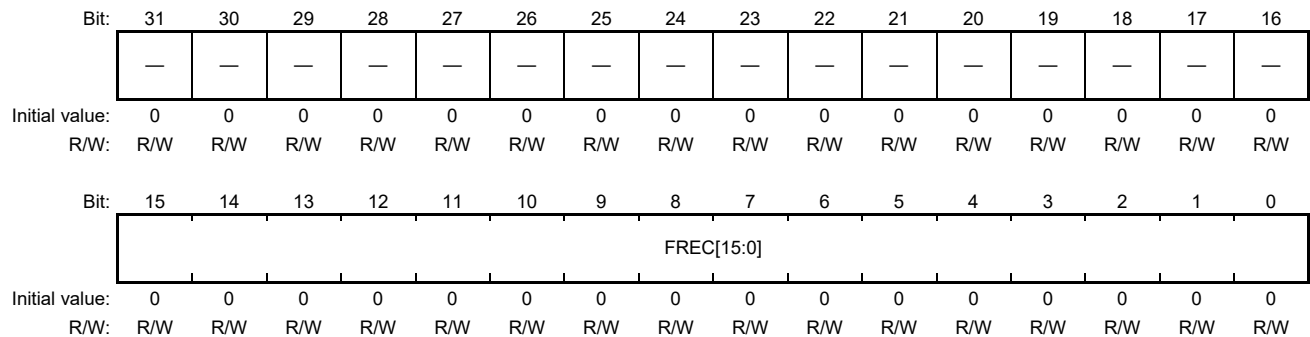 Bit: 31 30 29 28 27 26 25 24 23 22 21 20 19 18 17 16
— — — — — — — — — — — — — — — —
Initial value: 0 0 0 0 0 0 0 0 0 0 0 0 0 0 0 0
R/W: R/W R/W R/W R/W R/W R/W R/W R/W R/W R/W R/W R/W R/W R/W R/W R/W
Bit: 15 14 13 12 11 10 9 8 7 6 5 4 3 2 1 0
FREC[15:0]
Initial value: 0 0 0 0 0 0 0 0 0 0 0 0 0 0 0 0
R/W: R/W R/W R/W R/W R/W R/W R/W R/W R/W R/W R/W R/W R/W R/W R/W R/W